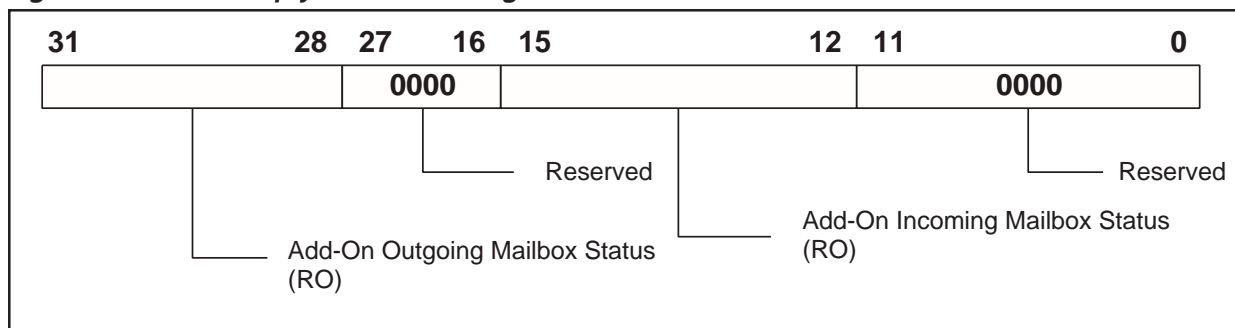 31 28 27 16 15 12 11 0
0000 0000
Reserved Reserved
Add-On Incoming Mailbox Status
(RO)
Add-On Outgoing Mailbox Status
(RO)